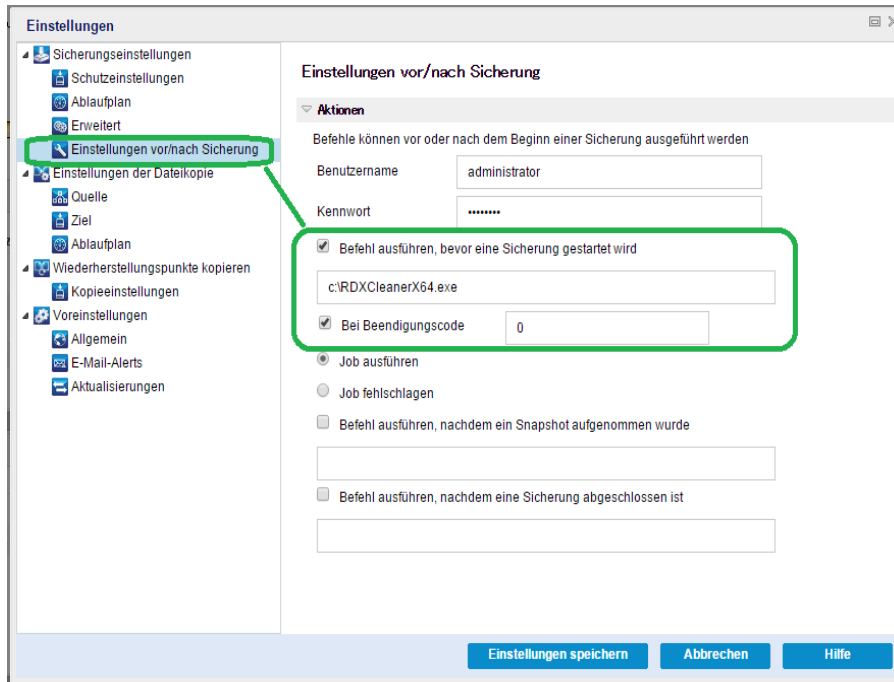 Einstellungen
Sicherungseinstellungen
Schutzeinstellungen
Ablaufplan
Erweitert
Einstellungen vor/nach Sicherung
Einstellungen der Dateikopie
Quelle
Ziel
Ablaufplan
Wiederherstellungspunkte kopieren
Kopieeinstellungen
Voreinstellungen
Allgemein
E-Mail-Alerts
Aktualisierungen
Einstellungen vor/nach Sicherung
Aktionen
Befehle können vor oder nach dem Beginn einer Sicherung ausgeführt werden
Benutzername administrator
Kennwort ••••••••
Befehl ausführen, bevor eine Sicherung gestartet wird
c:\RDXCleanerX64.exe
Bei Beendigungscode 0
Job ausführen
Job fehlschlagen
Befehl ausführen, nachdem ein Snapshot aufgenommen wurde
Befehl ausführen, nachdem eine Sicherung abgeschlossen ist
Einstellungen speichern Abbrechen Hilfe